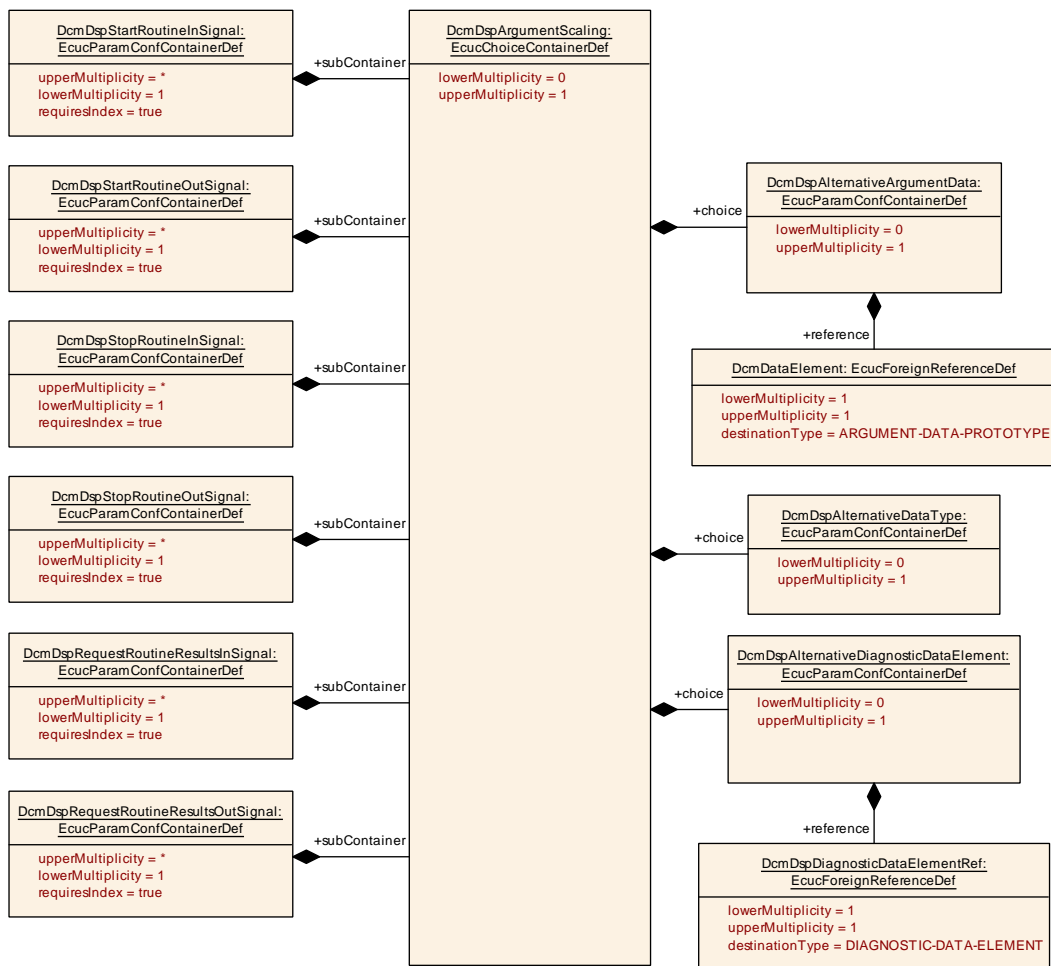 DcmDspStartRoutineInSignal:
EcucParamConfContainerDef
upperMultiplicity = *
lowerMultiplicity = 1
requiresIndex = true
+subContainer
DcmDspStartRoutineOutSignal:
EcucParamConfContainerDef
upperMultiplicity = *
lowerMultiplicity = 1
requiresIndex = true
+subContainer
DcmDspStopRoutineInSignal:
EcucParamConfContainerDef
upperMultiplicity = *
lowerMultiplicity = 1
requiresIndex = true
+subContainer
DcmDspStopRoutineOutSignal:
EcucParamConfContainerDef
upperMultiplicity = *
lowerMultiplicity = 1
requiresIndex = true
+subContainer
DcmDspRequestRoutineResultsInSignal:
EcucParamConfContainerDef
upperMultiplicity = *
lowerMultiplicity = 1
requiresIndex = true
+subContainer
DcmDspRequestRoutineResultsOutSignal:
EcucParamConfContainerDef
upperMultiplicity = *
lowerMultiplicity = 1
requiresIndex = true
+subContainer
DcmDspArgumentScaling:
EcucChoiceContainerDef
lowerMultiplicity = 0
upperMultiplicity = 1
+choice
DcmDspAlternativeArgumentData:
EcucParamConfContainerDef
lowerMultiplicity = 0
upperMultiplicity = 1
+reference
DcmDataElement: EcucForeignReferenceDef
lowerMultiplicity = 1
upperMultiplicity = 1
destinationType = ARGUMENT-DATA-PROTOTYPE
+choice
DcmDspAlternativeDataType:
EcucParamConfContainerDef
lowerMultiplicity = 0
upperMultiplicity = 1
+choice
DcmDspAlternativeDiagnosticDataElement:
EcucParamConfContainerDef
lowerMultiplicity = 0
upperMultiplicity = 1
+reference
DcmDspDiagnosticDataElementRef:
EcucForeignReferenceDef
lowerMultiplicity = 1
upperMultiplicity = 1
destinationType = DIAGNOSTIC-DATA-ELEMENT